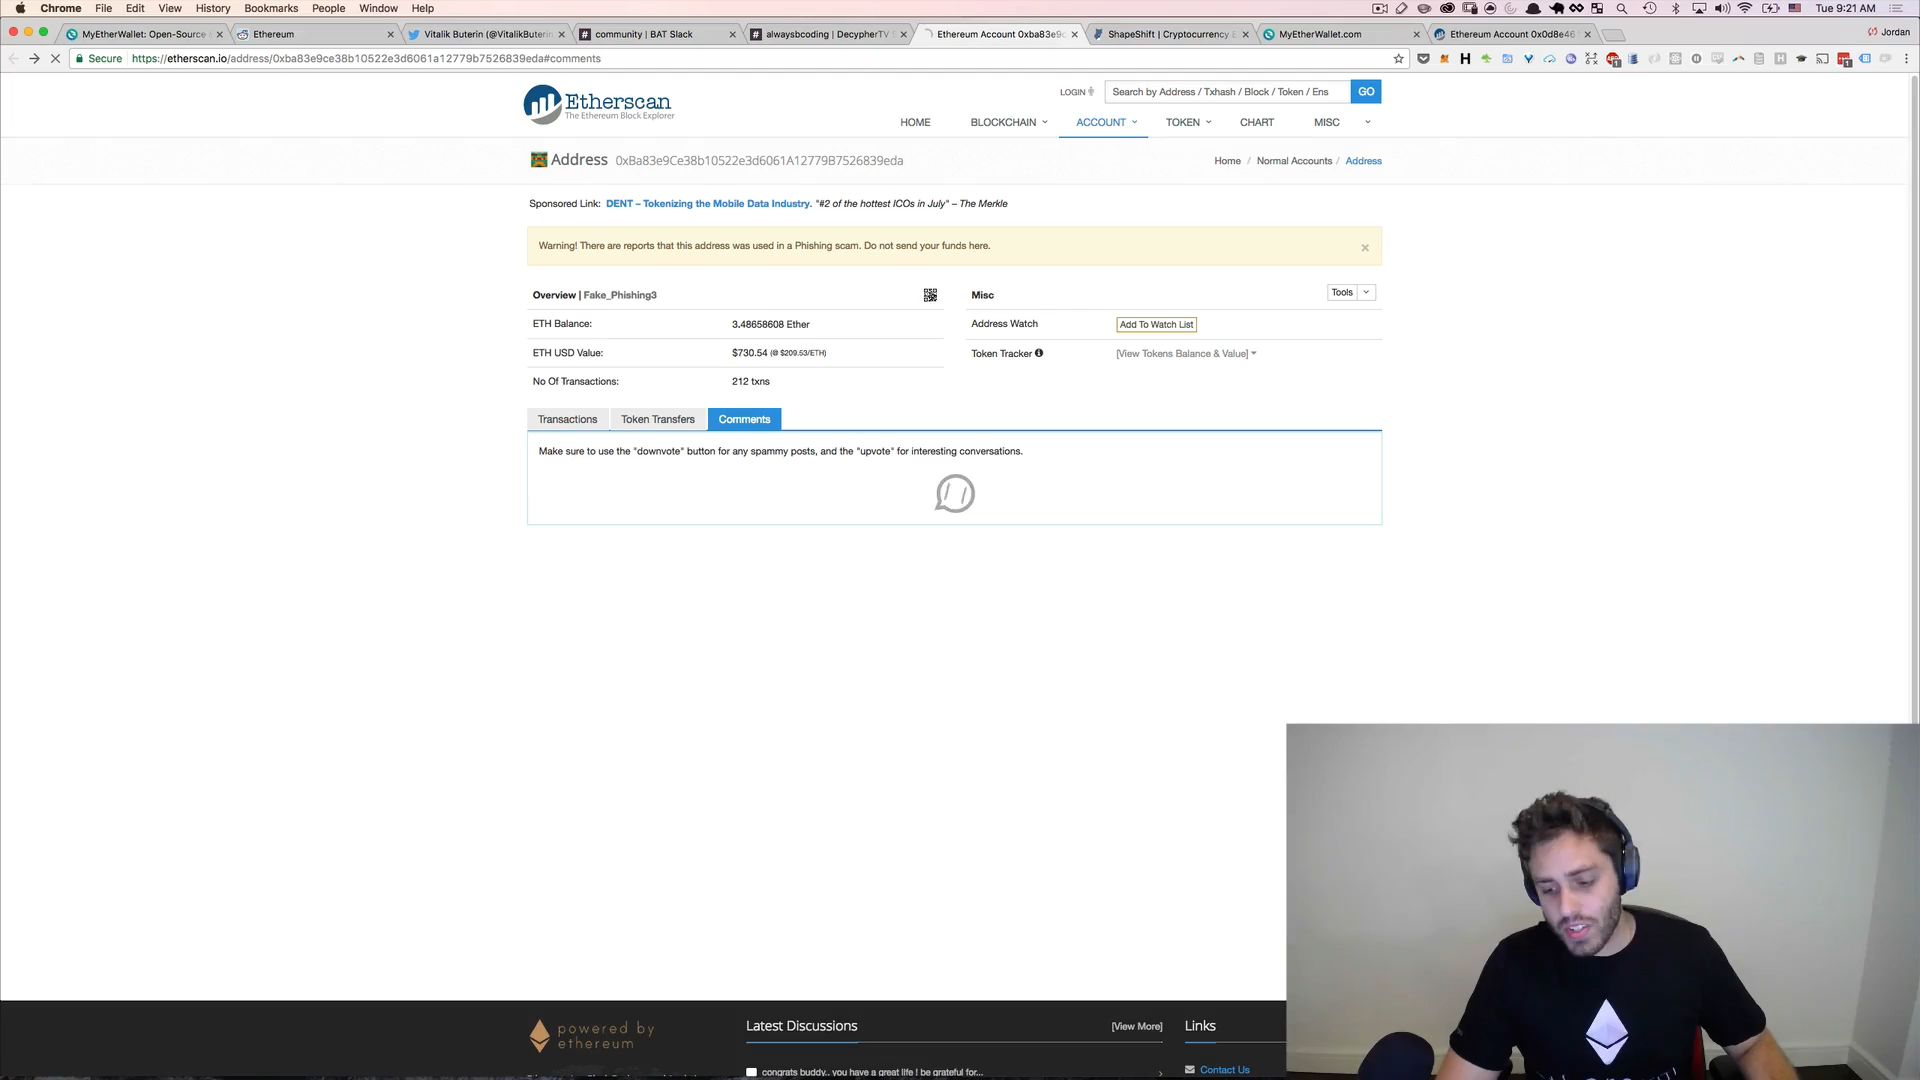 Chrome File Edit View History Bookmarks People Window Help
Tue 9:21 AM
MyEtherWallet: Open-Source
Ethereum
Vitalik Buterin (@VitalikButerin
community | BAT Slack
alwaysbcoding | DecypherTV
Ethereum Account 0xba83e9c
ShapeShift | Cryptocurrency E
MyEtherWallet.com
Ethereum Account 0x0d8e46
Jordan
Secure https://etherscan.io/address/0xba83e9ce38b10522e3d6061a12779b7526839eda#comments
Etherscan
The Ethereum Block Explorer
LOGIN
Search by Address / Txhash / Block / Token / Ens
GO
HOME BLOCKCHAIN ACCOUNT TOKEN CHART MISC
Address 0xBa83e9Ce38b10522e3d6061A12779B7526839eda
Home / Normal Accounts / Address
Sponsored Link: DENT – Tokenizing the Mobile Data Industry. "#2 of the hottest ICOs in July" – The Merkle
Warning! There are reports that this address was used in a Phishing scam. Do not send your funds here.
×
Overview | Fake_Phishing3
ETH Balance: 3.48658608 Ether
ETH USD Value: $730.54 (@ $209.53/ETH)
No Of Transactions: 212 txns
Misc
Tools
Address Watch Add To Watch List
Token Tracker [View Tokens Balance & Value]
Transactions Token Transfers Comments
Make sure to use the "downvote" button for any spammy posts, and the "upvote" for interesting conversations.
powered by
ethereum
Latest Discussions
[View More]
congrats buddy.. you have a great life ! be grateful for...
Links
Contact Us